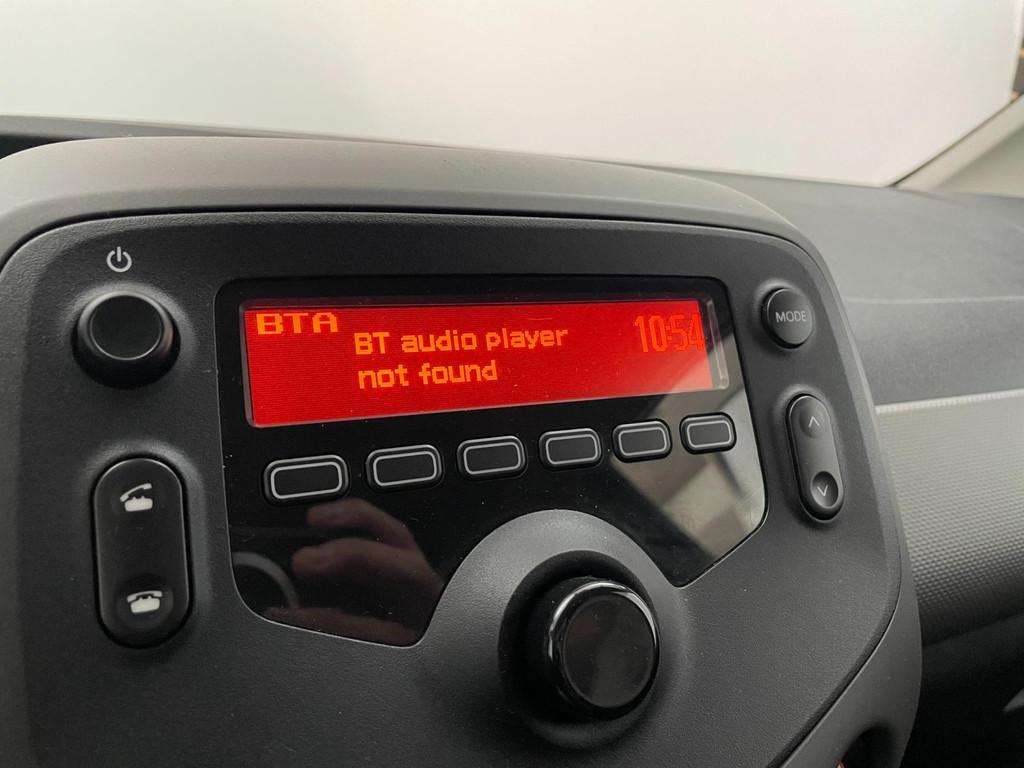 BTA
BT audio player
not found
10:54
MODE